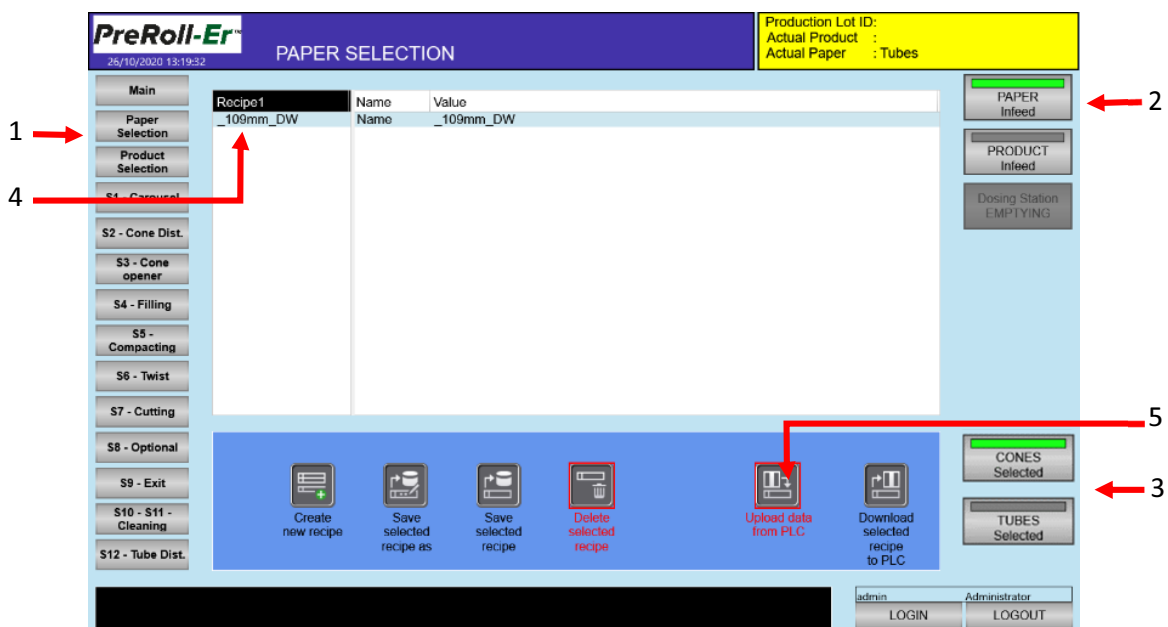 PreRoll-Er™
26/10/2020 13:19:32
PAPER SELECTION
Production Lot ID:
Actual Product :
Actual Paper : Tubes
1
2
3
4
5
Main
Paper
Selection
Product
Selection
S1 - Carousel
S2 - Cone Dist.
S3 - Cone
opener
S4 - Filling
S5 -
Compacting
S6 - Twist
S7 - Cutting
S8 - Optional
S9 - Exit
S10 - S11 -
Cleaning
S12 - Tube Dist.
Recipe1 Name Value
_109mm_DW Name _109mm_DW
PAPER
Infeed
PRODUCT
Infeed
Dosing Station
EMPTYING
CONES
Selected
TUBES
Selected
Create
new recipe
Save
selected
recipe as
Save
selected
recipe
Delete
selected
recipe
Upload data
from PLC
Download
selected
recipe
to PLC
admin Administrator
LOGIN LOGOUT